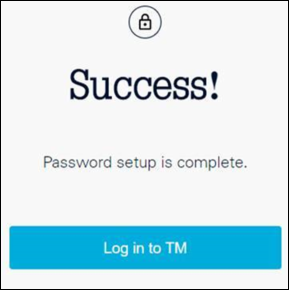 Success!
Password setup is complete.
Log in to TM